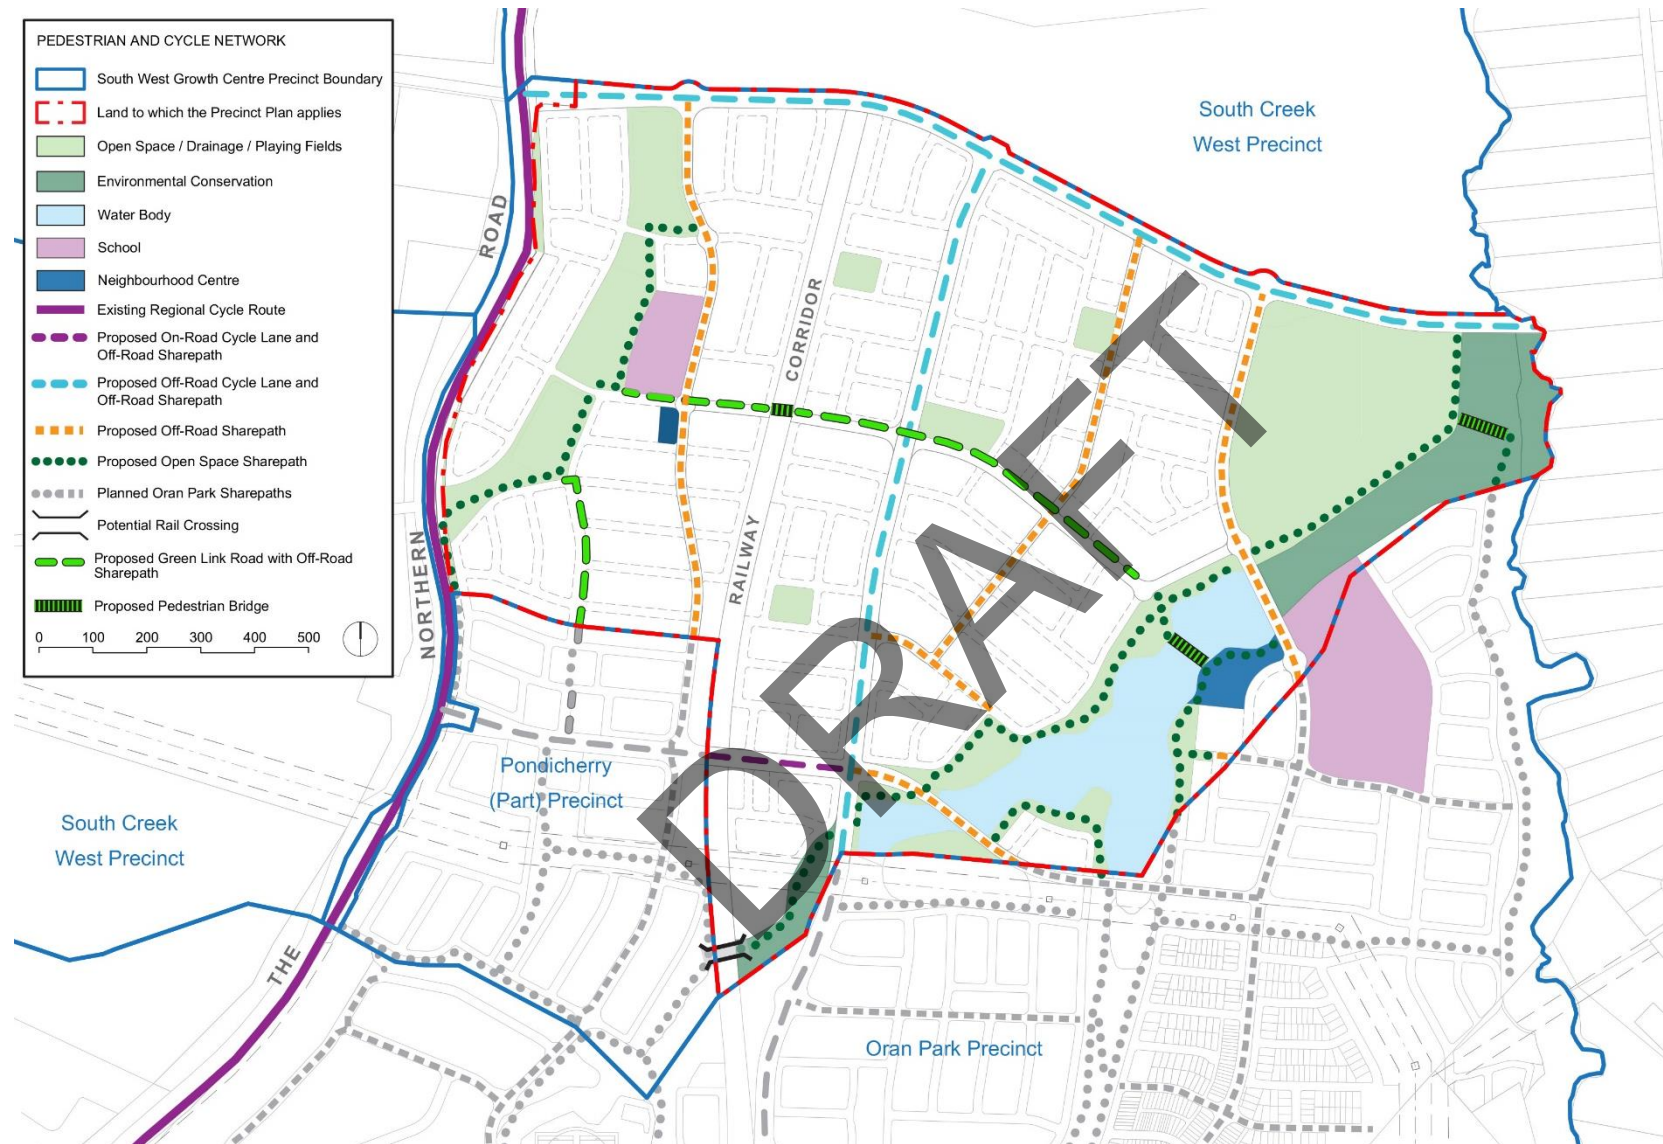 PEDESTRIAN AND CYCLE NETWORK
South West Growth Centre Precinct Boundary
Land to which the Precinct Plan applies
Open Space / Drainage / Playing Fields
Environmental Conservation
Water Body
School
Neighbourhood Centre
Existing Regional Cycle Route
Proposed On-Road Cycle Lane and
Off-Road Sharepath
Proposed Off-Road Cycle Lane and
Off-Road Sharepath
Proposed Off-Road Sharepath
Proposed Open Space Sharepath
Planned Oran Park Sharepaths
Potential Rail Crossing
Proposed Green Link Road with Off-Road
Sharepath
Proposed Pedestrian Bridge
0 100 200 300 400 500
South Creek
West Precinct
THE NORTHERN ROAD
RAILWAY CORRIDOR
DRAFT
Pondicherry
(Part) Precinct
South Creek
West Precinct
Oran Park Precinct